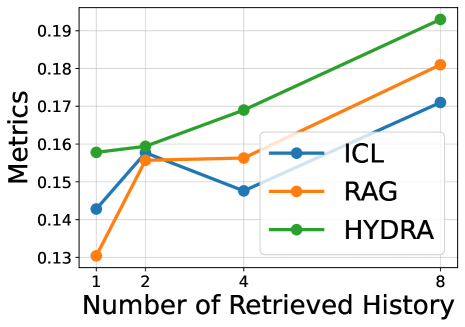 0.19
0.18
0.17
0.16
0.15
0.14
0.13
Metrics
ICL
RAG
HYDRA
1 2 4 8
Number of Retrieved History